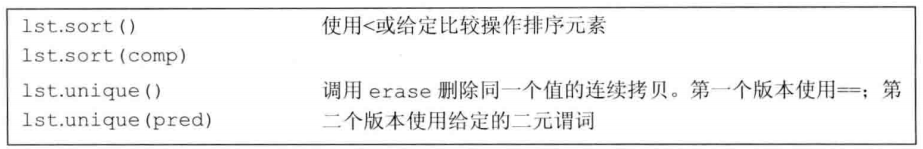 lst.sort() 使用<或给定比较操作排序元素
lst.sort(comp)
lst.unique() 调用 erase 删除同一个值的连续拷贝。第一个版本使用==；第
lst.unique(pred) 二个版本使用给定的二元谓词